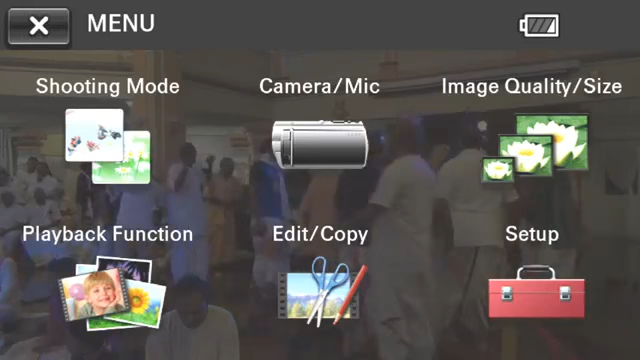 MENU
Shooting Mode
Camera/Mic
Image Quality/Size
Playback Function
Edit/Copy
Setup